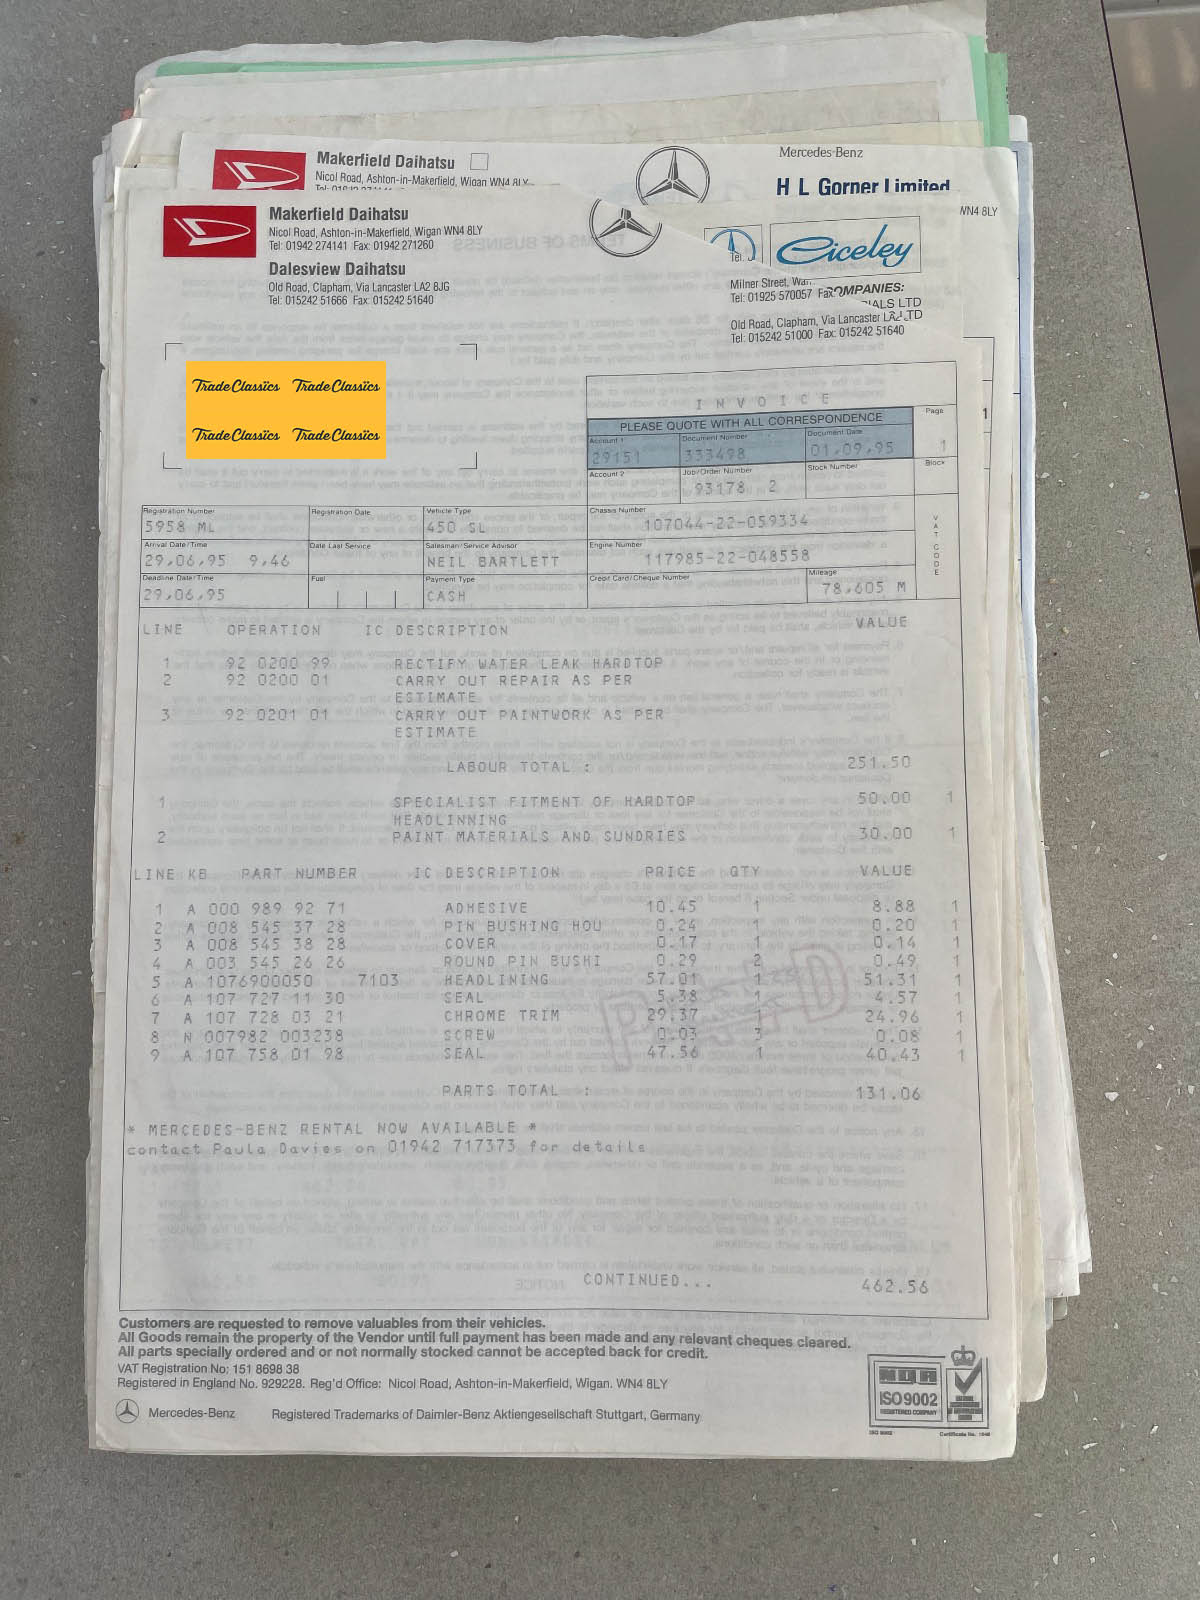 Makerfield Daihatsu
Nicol Road, Ashton-in-Makerfield, Wigan WN4 8LY
Mercedes-Benz
H L Gorner Limited
WN4 8LY
Makerfield Daihatsu
Nicol Road, Ashton-in-Makerfield, Wigan WN4 8LY
Tel: 01942 274141 Fax: 01942 271260
Dalesview Daihatsu
Old Road, Clapham, Via Lancaster LA2 8JG
Tel: 015242 51666 Fax: 015242 51640
Ciceley
Tel.
Milner Street,
Tel: 01925 570057 Fax:
COMPANIES:
IALS LTD
LTD
Old Road, Clapham, Via Lancaster
Tel: 015242 51000 Fax: 015242 51640
Trade Classics Trade Classics
Trade Classics Trade Classics
INVOICE
PLEASE QUOTE WITH ALL CORRESPONDENCE
Page
Account 1 Document Number Document Date
29151 333498 01.09.95 1
Account 2 Job/Order Number Stock Number Block
93178 2
Registration Number Registration Date Vehicle Type Chassis Number
5958 ML 450 SL 107044-22-059334
Arrival Date/Time Date Last Service Salesman/Service Advisor Engine Number
29.06.95 9.46 NEIL BARTLETT 117985-22-048558
Deadline Date/Time Fuel Payment Type Credit Card/Cheque Number Mileage
29.06.95 CASH 78,605 M
VAT CODE
LINE OPERATION IC DESCRIPTION VALUE
1 92 0200 99 RECTIFY WATER LEAK HARDTOP
2 92 0200 01 CARRY OUT REPAIR AS PER
ESTIMATE
3 92 0201 01 CARRY OUT PAINTWORK AS PER
ESTIMATE
LABOUR TOTAL : 251.50
1 SPECIALIST FITMENT OF HARDTOP 50.00 1
HEADLINNING
2 PAINT MATERIALS AND SUNDRIES 30.00 1
LINE KB PART NUMBER IC DESCRIPTION PRICE QTY VALUE
1 A 000 989 92 71 ADHESIVE 10.45 1 8.88 1
2 A 008 545 37 28 PIN BUSHING HOU 0.24 1 0.20 1
3 A 008 545 38 28 COVER 0.17 1 0.14 1
4 A 003 545 26 26 ROUND PIN BUSHI 0.29 2 0.49 1
5 A 1076900050 7103 HEADLINING 57.01 1 51.31 1
6 A 107 727 11 30 SEAL 5.38 1 4.57 1
7 A 107 728 03 21 CHROME TRIM 29.37 1 24.96 1
8 N 007982 003238 SCREW 0.03 3 0.08 1
9 A 107 758 01 98 SEAL 47.56 1 40.43 1
PARTS TOTAL : 131.06
* MERCEDES-BENZ RENTAL NOW AVAILABLE *
contact Paula Davies on 01942 717373 for details
CONTINUED... 462.56
Customers are requested to remove valuables from their vehicles.
All Goods remain the property of the Vendor until full payment has been made and any relevant cheques cleared.
All parts specially ordered and or not normally stocked cannot be accepted back for credit.
VAT Registration No: 151 8698 38
Registered in England No. 929228. Reg'd Office: Nicol Road, Ashton-in-Makerfield, Wigan. WN4 8LY
Mercedes-Benz Registered Trademarks of Daimler-Benz Aktiengesellschaft Stuttgart, Germany
ISO9002
REGISTERED COMPANY
ISO 9002